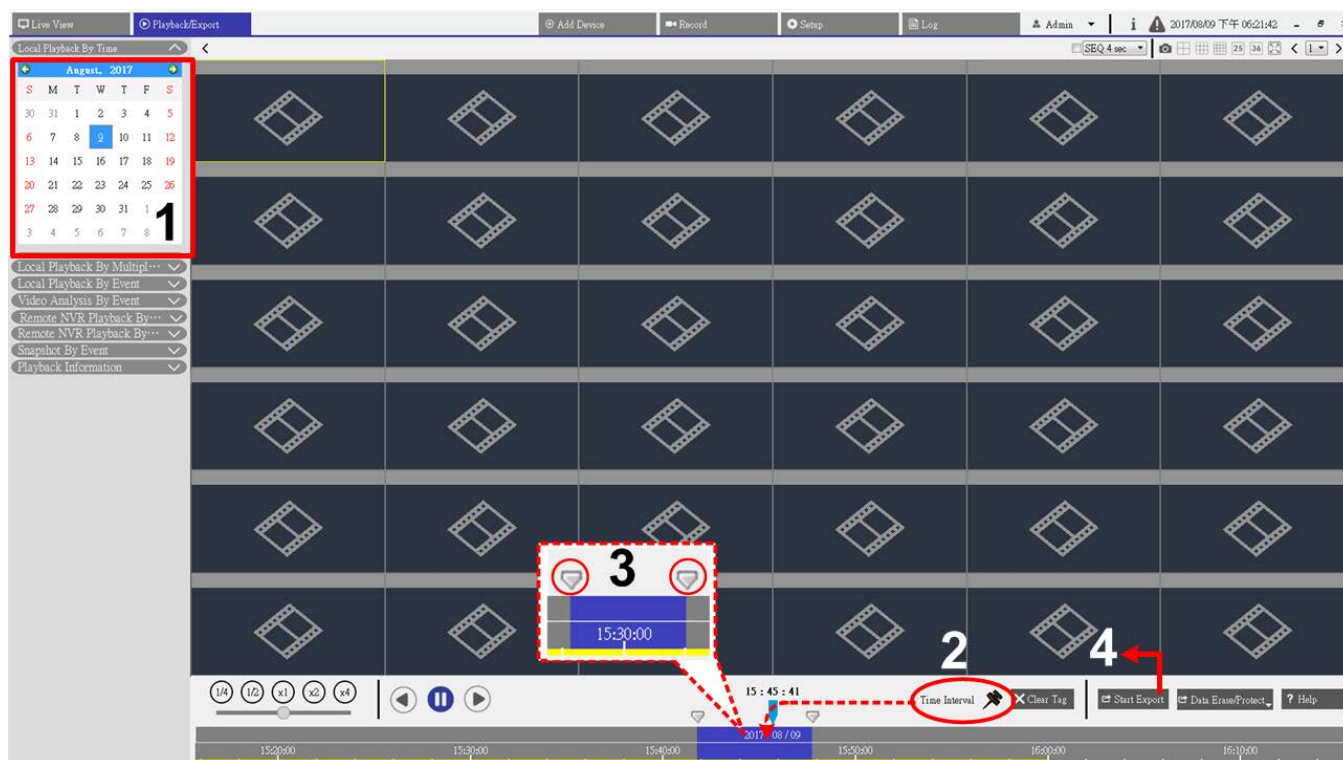 Live View Playback/Export Add Device Record Setup Log Admin i 2017/08/09 下午 06:21:42
Local Playback By Time SEQ 4 sec 25 36 1
August, 2017
S M T W T F S
30 31 1 2 3 4 5
6 7 8 9 10 11 12
13 14 15 16 17 18 19
20 21 22 23 24 25 26
27 28 29 30 31 1
3 4 5 6 7 8
1
Local Playback By Multipl···
Local Playback By Event
Video Analysis By Event
Remote NVR Playback By···
Remote NVR Playback By···
Snapshot By Event
Playback Information
3
15:30:00
2
4
1/4 1/2 x1 x2 x4
15 : 45 : 41
Time Interval Clear Tag Start Export Data Erase/Protect ? Help
2017 08 / 09
15:20:00 15:30:00 15:40:00 15:50:00 16:00:00 16:10:00